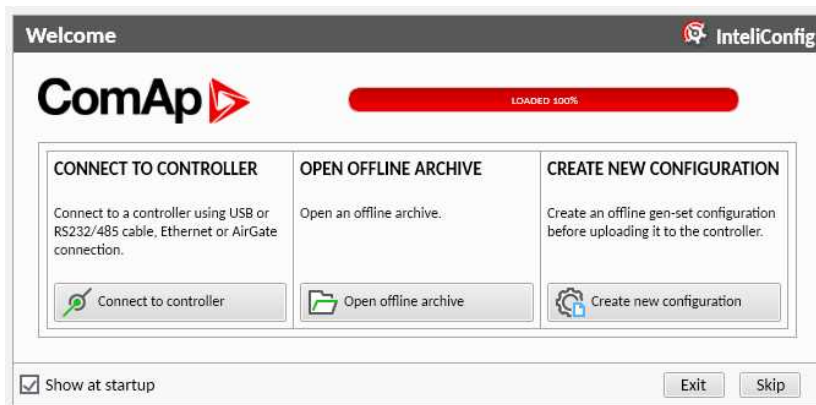 Welcome
InteliConfig
ComAp
LOADED 100%
CONNECT TO CONTROLLER
Connect to a controller using USB or
RS232/485 cable, Ethernet or AirGate
connection.
Connect to controller
OPEN OFFLINE ARCHIVE
Open an offline archive.
Open offline archive
CREATE NEW CONFIGURATION
Create an offline gen-set configuration
before uploading it to the controller.
Create new configuration
Show at startup
Exit
Skip